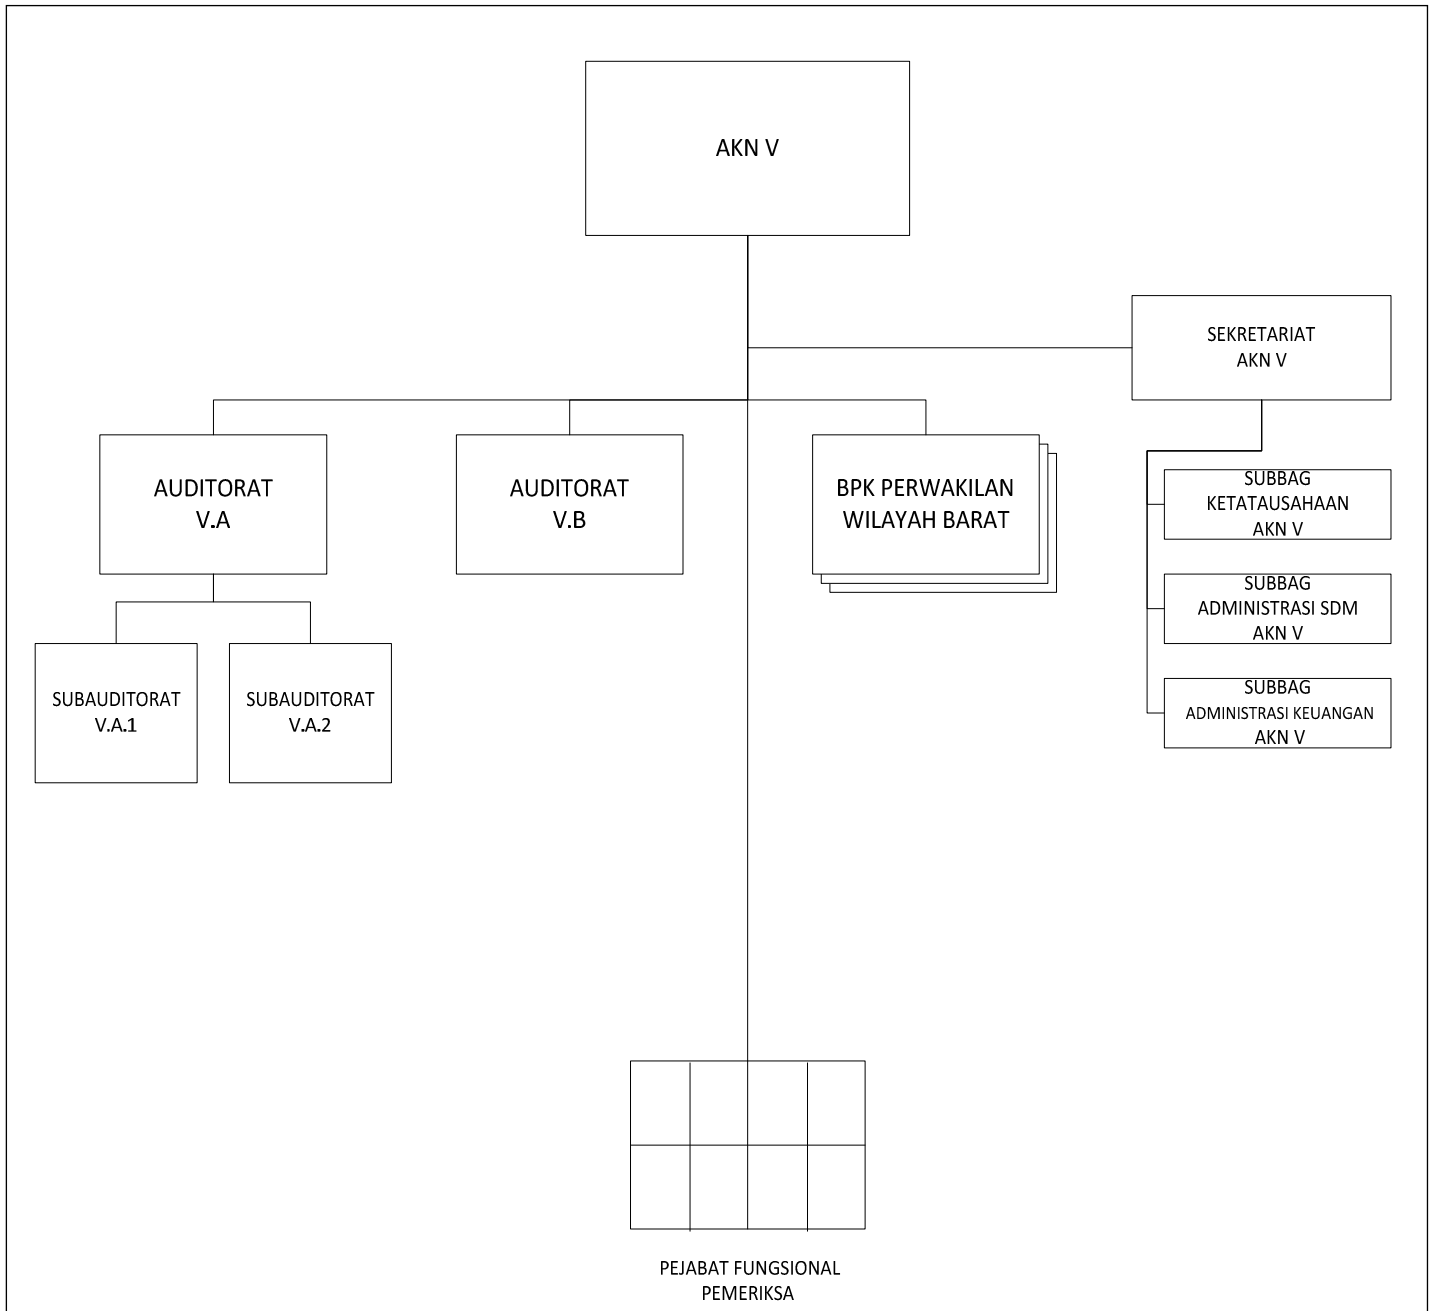 AKN V
SEKRETARIAT
AKN V
AUDITORAT
V.A
AUDITORAT
V.B
BPK PERWAKILAN
WILAYAH BARAT
SUBBAG
KETATAUSAHAAN
AKN V
SUBBAG
ADMINISTRASI SDM
AKN V
SUBBAG
ADMINISTRASI KEUANGAN
AKN V
SUBAUDITORAT
V.A.1
SUBAUDITORAT
V.A.2
PEJABAT FUNGSIONAL
PEMERIKSA